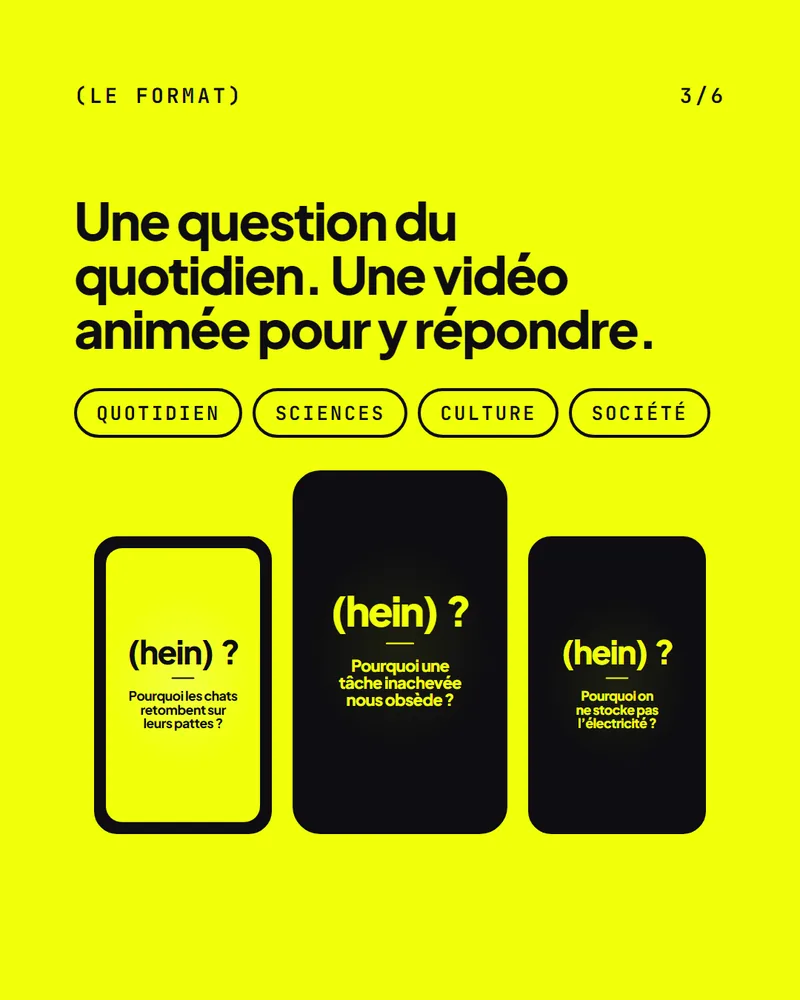 (LE FORMAT)
3/6
Une question du
quotidien. Une vidéo
animée pour y répondre.
QUOTIDIEN
SCIENCES
CULTURE
SOCIÉTÉ
(hein) ?
Pourquoi les chats
retombent sur
leurs pattes ?
(hein) ?
Pourquoi une
tâche inachevée
nous obsède ?
(hein) ?
Pourquoi on
ne stocke pas
l’électricité ?